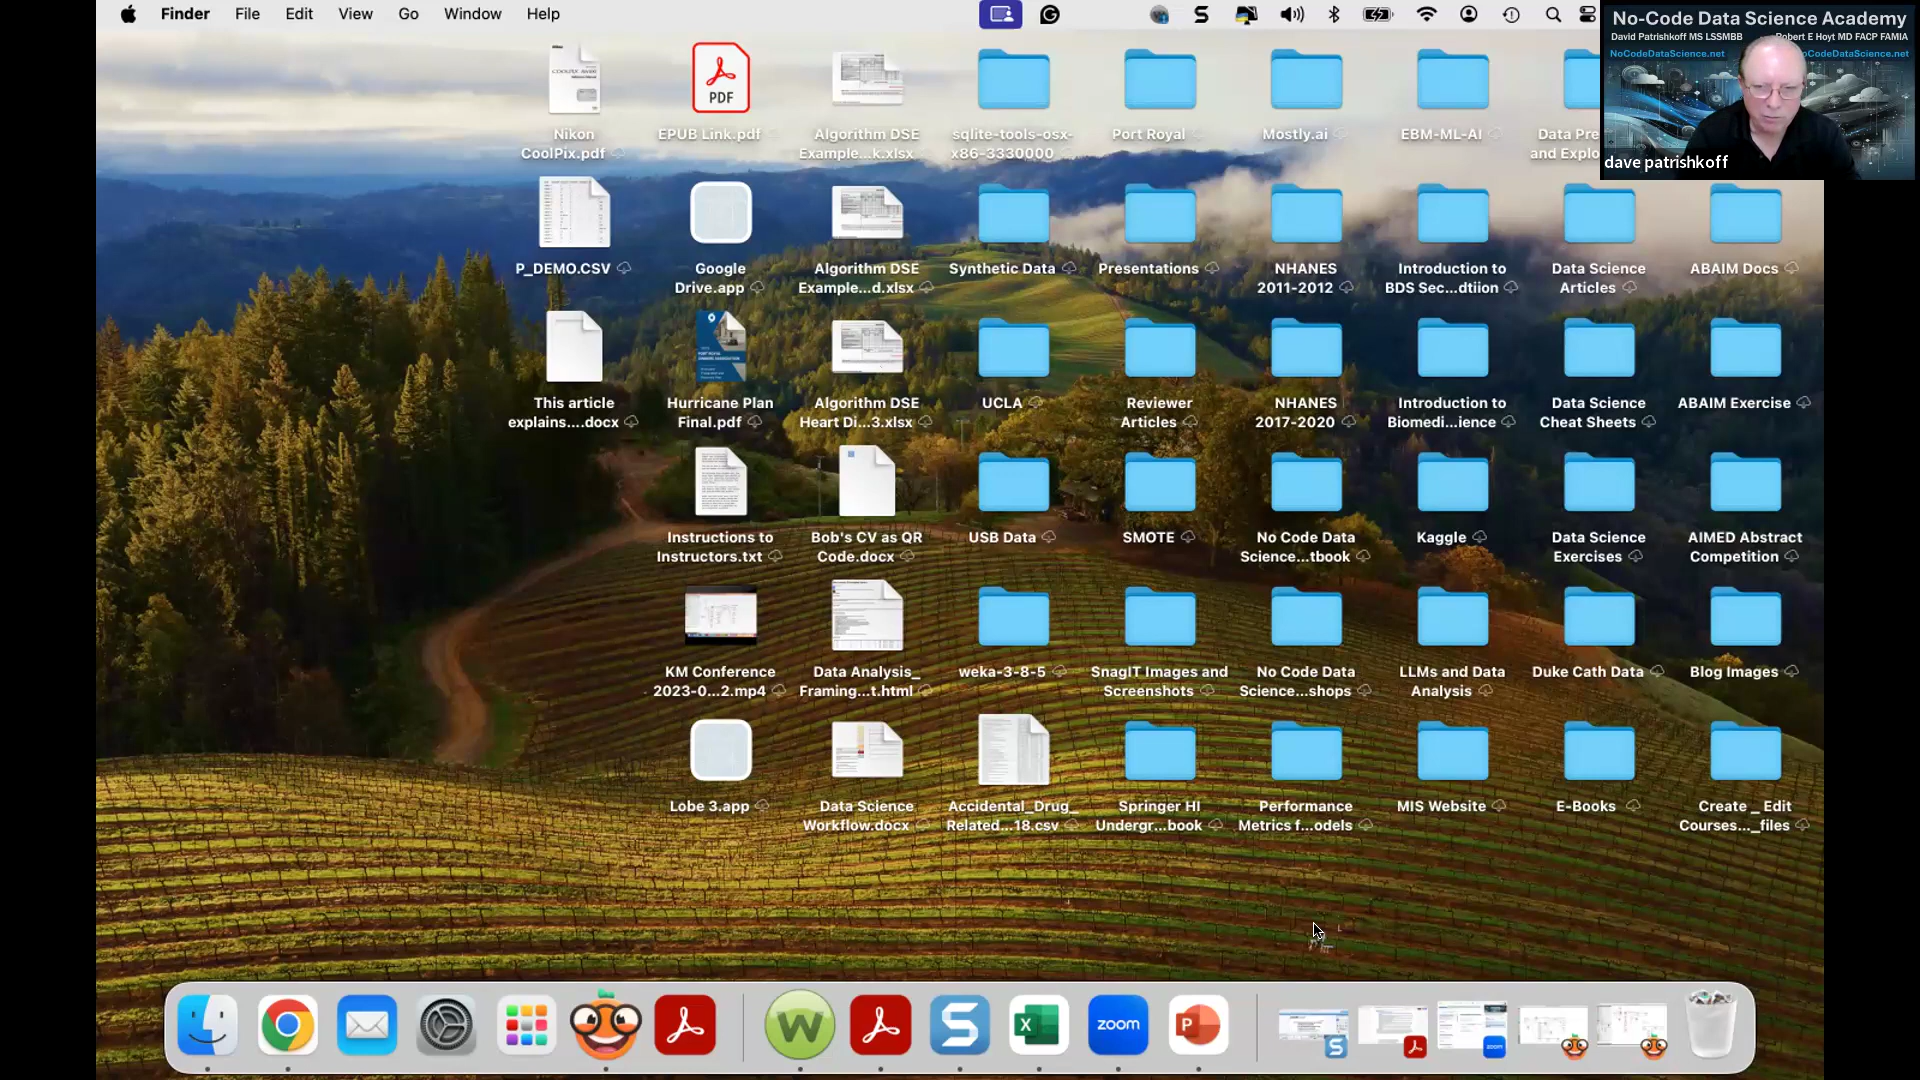 Finder File Edit View Go Window Help
No-Code Data Science Academy
David Patrishkoff MS LSSMBB Robert E Hoyt MD FACP FAMIA
NoCodeDataScience.net CodeDataScience.net
dave patrishkoff
Nikon
CoolPix.pdf
EPUB Link.pdf
PDF
Algorithm DSE
Example...k.xlsx
sqlite-tools-osx-
x86-3330000
Port Royal
Mostly.ai
EBM-ML-AI
Data Pre
and Explo
P_DEMO.CSV
Google
Drive.app
Algorithm DSE
Example...d.xlsx
Synthetic Data
Presentations
NHANES
2011-2012
Introduction to
BDS Sec...dtiion
Data Science
Articles
ABAIM Docs
This article
explains....docx
Hurricane Plan
Final.pdf
Algorithm DSE
Heart Di...3.xlsx
UCLA
Reviewer
Articles
NHANES
2017-2020
Introduction to
Biomedi...ience
Data Science
Cheat Sheets
ABAIM Exercise
Instructions to
Instructors.txt
Bob's CV as QR
Code.docx
USB Data
SMOTE
No Code Data
Science...tbook
Kaggle
Data Science
Exercises
AIMED Abstract
Competition
KM Conference
2023-0...2.mp4
Data Analysis_
Framing...t.html
weka-3-8-5
SnagIT Images and
Screenshots
No Code Data
Science...shops
LLMs and Data
Analysis
Duke Cath Data
Blog Images
Lobe 3.app
Data Science
Workflow.docx
Accidental_Drug_
Related...18.csv
Springer HI
Undergr...book
Performance
Metrics f...odels
MIS Website
E-Books
Create _ Edit
Courses..._files
zoom